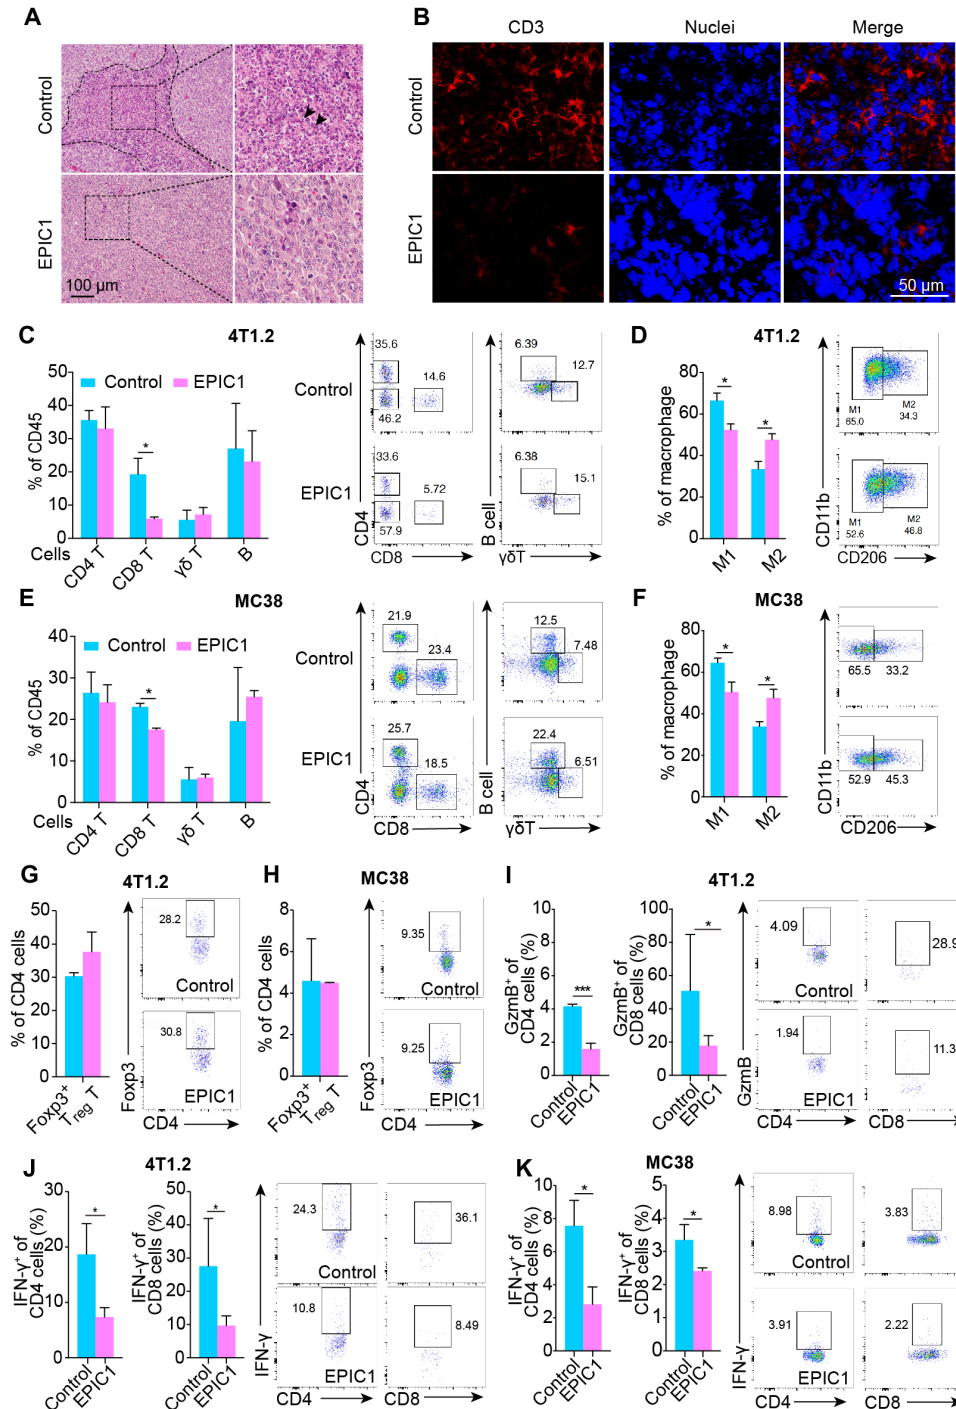 A
Control
EPIC1
100 µm
B
CD3
Nuclei
Merge
Control
EPIC1
50 µm
C
4T1.2
Control
EPIC1
% of CD45
50
40
30
20
10
0
*
Cells
CD4 T
CD8 T
γδ T
B
Control
EPIC1
35.6
14.6
46.2
6.39
12.7
33.6
5.72
57.9
6.38
15.1
CD4
CD8
B cell
γδT
D
4T1.2
% of macrophage
80
60
40
20
0
*
*
M1
M2
M1
65.0
M2
34.3
M1
52.6
M2
46.8
CD11b
CD206
E
MC38
Control
EPIC1
% of CD45
40
30
20
10
0
*
Cells
CD4 T
CD8 T
γδ T
B
Control
EPIC1
21.9
23.4
12.5
7.48
25.7
18.5
22.4
6.51
CD4
CD8
B cell
γδT
F
MC38
% of macrophage
80
60
40
20
0
*
*
M1
M2
65.5
33.2
52.9
45.3
CD11b
CD206
G
4T1.2
% of CD4 cells
50
40
30
20
10
0
Foxp3+
Treg T
28.2
Control
30.8
EPIC1
Foxp3
CD4
H
MC38
% of CD4 cells
8
6
4
2
0
Foxp3+
Treg T
9.35
Control
9.25
EPIC1
Foxp3
CD4
I
4T1.2
GzmB+ of
CD4 cells (%)
10
8
6
4
2
0
***
Control
EPIC1
GzmB+ of
CD8 cells (%)
100
80
60
40
20
0
*
Control
EPIC1
4.09
Control
28.9
1.94
EPIC1
11.3
GzmB
CD4
CD8
J
4T1.2
IFN-γ+ of
CD4 cells (%)
30
20
10
0
*
Control
EPIC1
IFN-γ+ of
CD8 cells (%)
50
40
30
20
10
0
*
Control
EPIC1
24.3
Control
36.1
10.8
EPIC1
8.49
IFN-γ
CD4
CD8
K
MC38
IFN-γ+ of
CD4 cells (%)
10
8
6
4
2
0
*
Control
EPIC1
IFN-γ+ of
CD8 cells (%)
5
4
3
2
1
0
*
Control
EPIC1
8.98
Control
3.83
3.91
EPIC1
2.22
IFN-γ
CD4
CD8